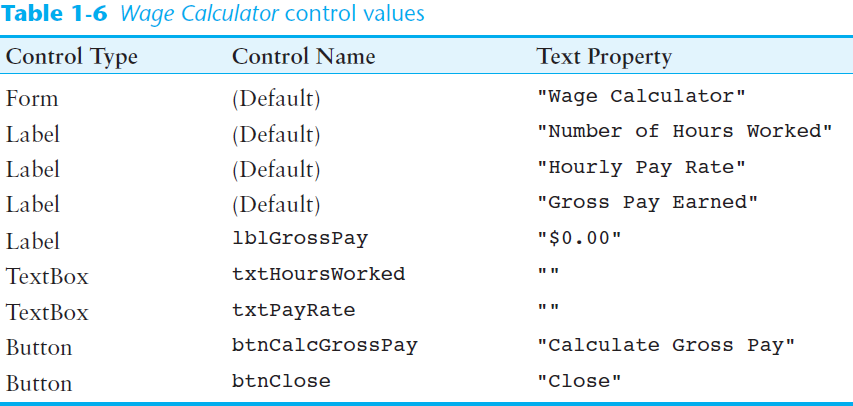 Table 1-6 Wage Calculator control values
Control Type Control Name Text Property
Form (Default) "Wage Calculator"
Label (Default) "Number of Hours Worked"
Label (Default) "Hourly Pay Rate"
Label (Default) "Gross Pay Earned"
Label lblGrossPay "$0.00"
TextBox txtHoursWorked ""
TextBox txtPayRate ""
Button btnCalcGrossPay "Calculate Gross Pay"
Button btnClose "Close"